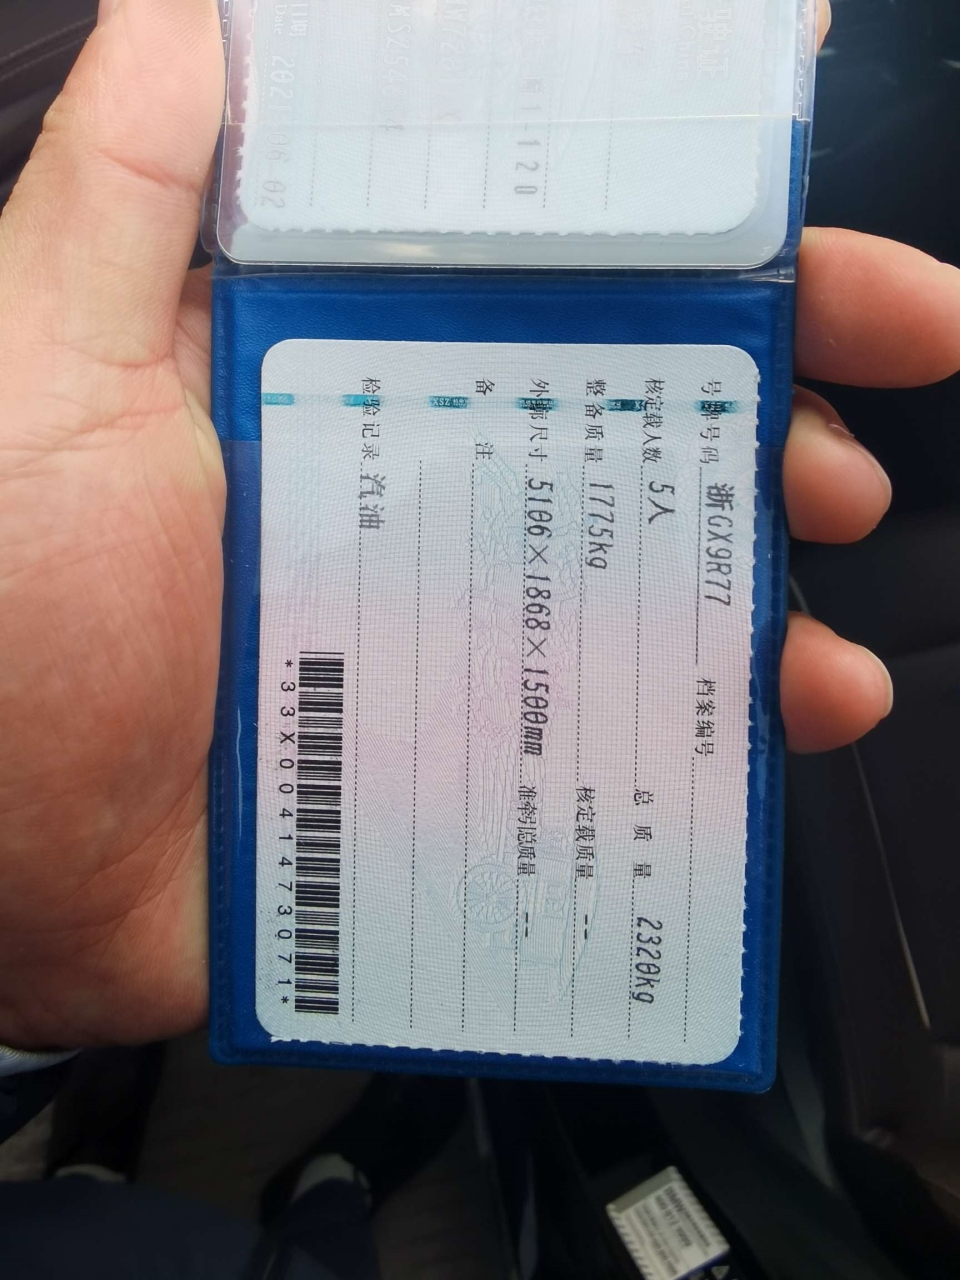 号牌号码 浙GX9R77 档案编号
核定载人数 5人 总质量 2320kg
整备质量 1775kg 核定载质量 --
外廓尺寸 5106×1868×1500mm 准牵引总质量 --
备注
检验记录 汽油
*33X0041473071*